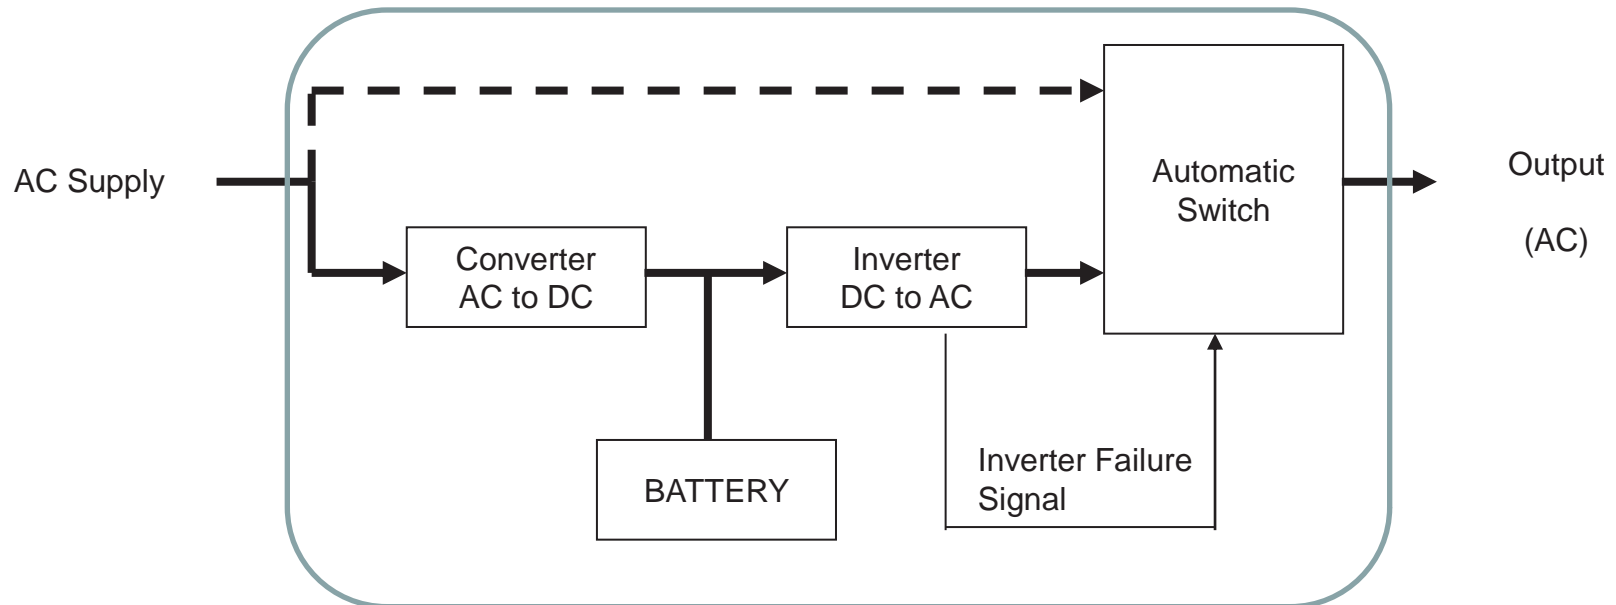 AC Supply
Converter
AC to DC
BATTERY
Inverter
DC to AC
Inverter Failure
Signal
Automatic
Switch
Output
(AC)